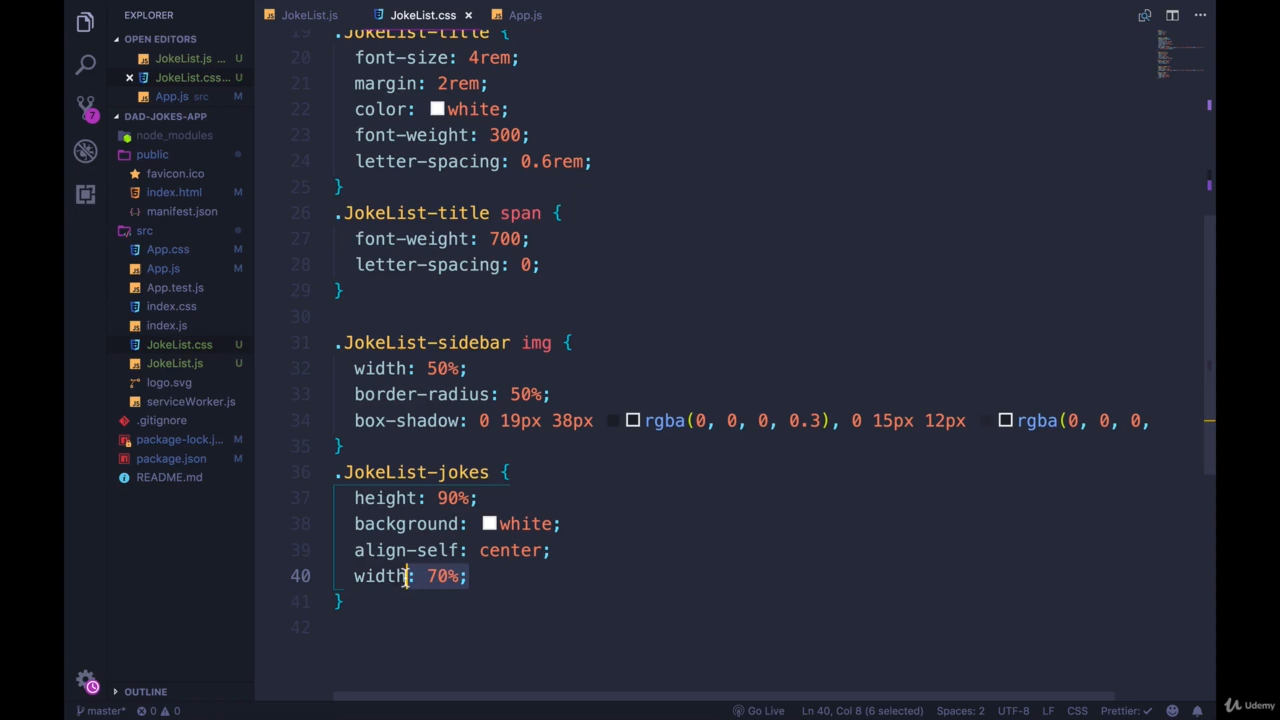 EXPLORER
JokeList.js
JokeList.css ×
App.js
OPEN EDITORS
JokeList.js ... U
× JokeList.css... U
App.js src M
DAD-JOKES-APP
node_modules
public
favicon.ico
index.html M
manifest.json
src
App.css M
App.js M
App.test.js
index.css
index.js
JokeList.css U
JokeList.js U
logo.svg
serviceWorker.js
.gitignore
package-lock.j... M
package.json M
README.md
OUTLINE
19 .JokeList-title {
20 font-size: 4rem;
21 margin: 2rem;
22 color: white;
23 font-weight: 300;
24 letter-spacing: 0.6rem;
25 }
26 .JokeList-title span {
27 font-weight: 700;
28 letter-spacing: 0;
29 }
30
31 .JokeList-sidebar img {
32 width: 50%;
33 border-radius: 50%;
34 box-shadow: 0 19px 38px rgba(0, 0, 0, 0.3), 0 15px 12px rgba(0, 0, 0,
35 }
36 .JokeList-jokes {
37 height: 90%;
38 background: white;
39 align-self: center;
40 width: 70%;
41 }
42
7
master* 0 0
Go Live
Ln 40, Col 8 (6 selected)
Spaces: 2
UTF-8
LF
CSS
Prettier: ✓
Udemy